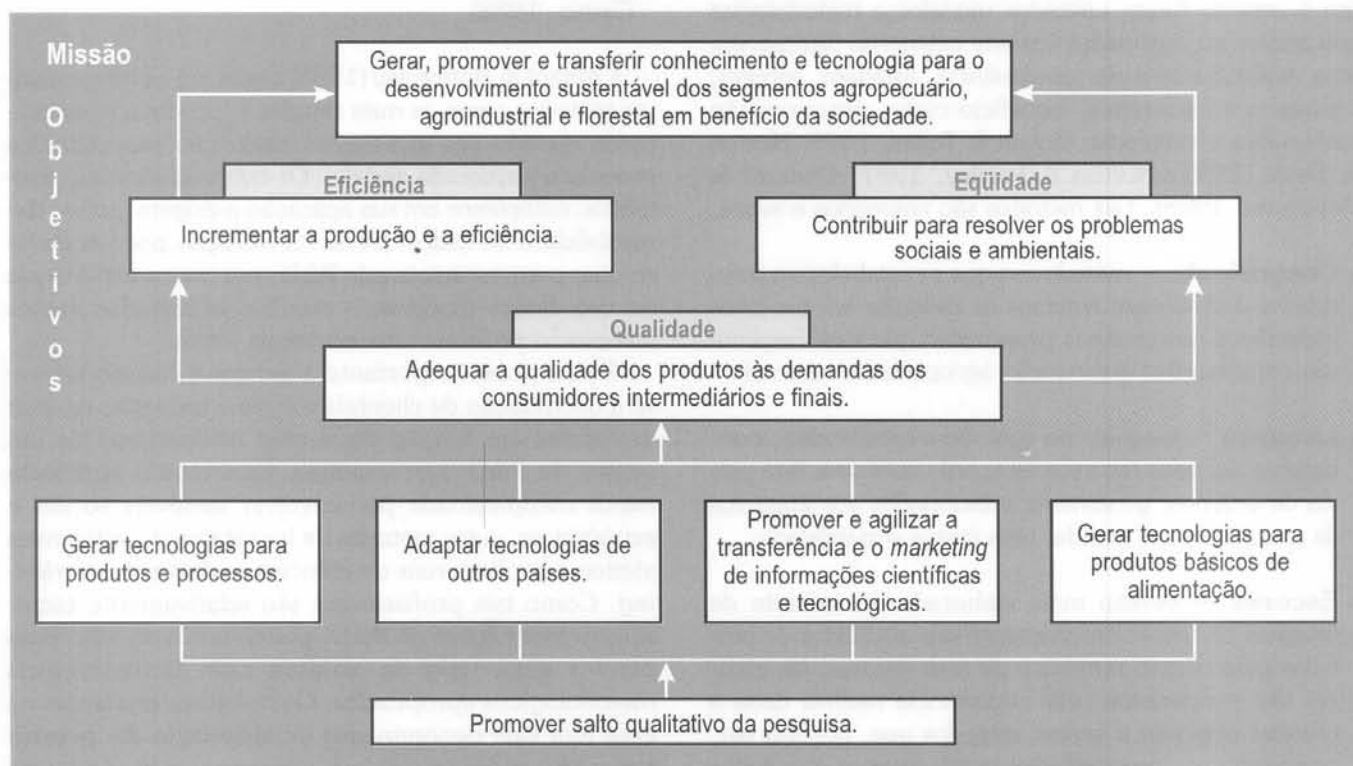 Missão
Objetivos
Gerar, promover e transferir conhecimento e tecnologia para o
desenvolvimento sustentável dos segmentos agropecuário,
agroindustrial e florestal em benefício da sociedade.
Eficiência
Incrementar a produção e a eficiência.
Eqüidade
Contribuir para resolver os problemas
sociais e ambientais.
Qualidade
Adequar a qualidade dos produtos às demandas dos
consumidores intermediários e finais.
Gerar tecnologias para
produtos e processos.
Adaptar tecnologias de
outros países.
Promover e agilizar a
transferência e o marketing
de informações científicas
e tecnológicas.
Gerar tecnologias para
produtos básicos de
alimentação.
Promover salto qualitativo da pesquisa.